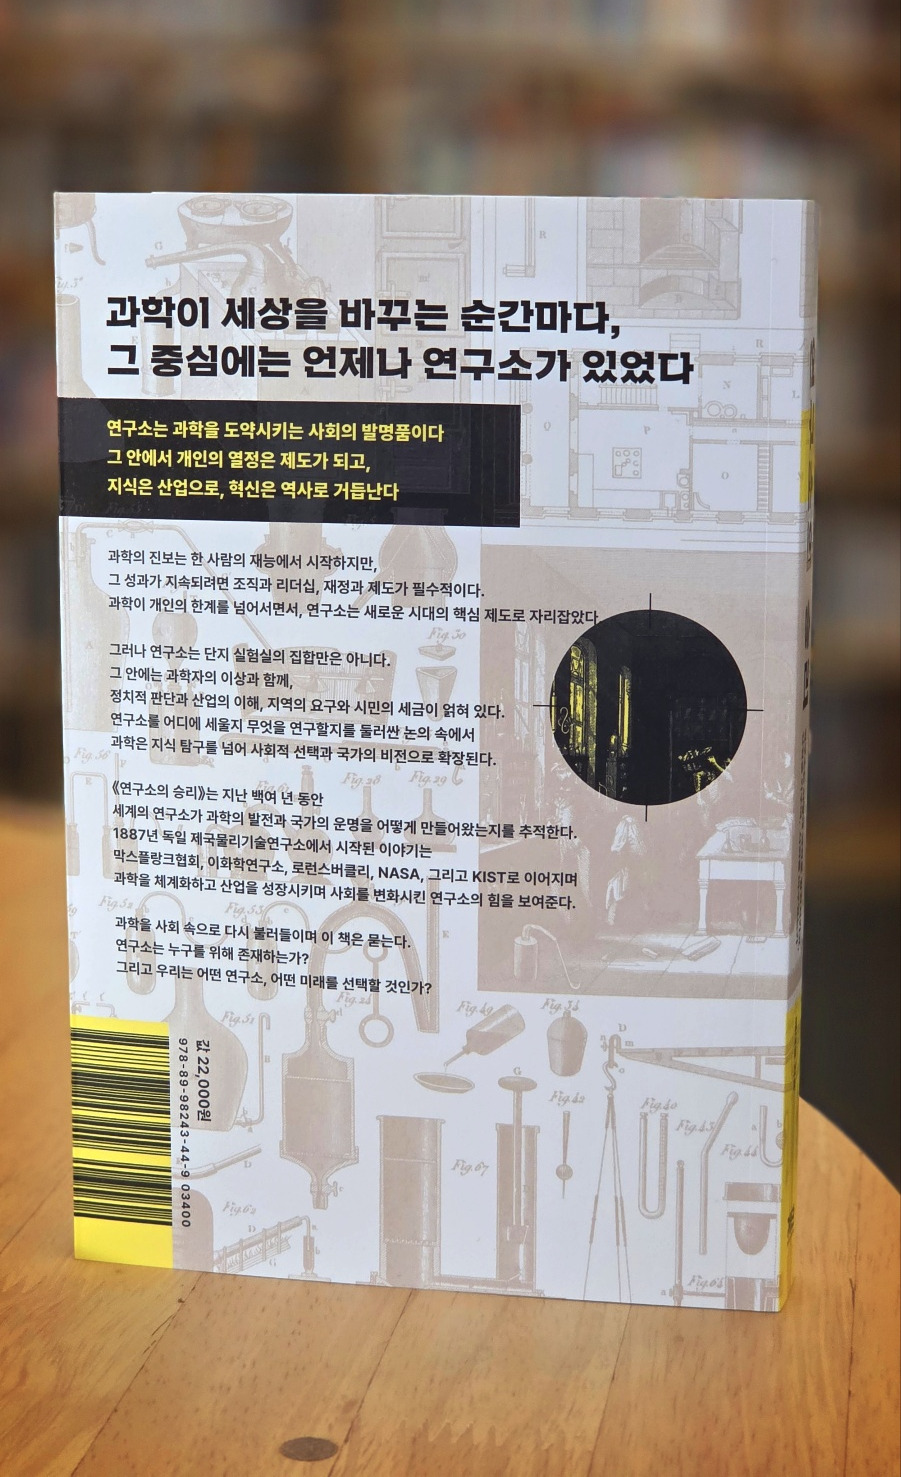 과학이 세상을 바꾸는 순간마다,
그 중심에는 언제나 연구소가 있었다
연구소는 과학을 도약시키는 사회의 발명품이다
그 안에서 개인의 열정은 제도가 되고,
지식은 산업으로, 혁신은 역사로 거듭난다
과학의 진보는 한 사람의 재능에서 시작하지만,
그 성과가 지속되려면 조직과 리더십, 재정과 제도가 필수적이다.
과학이 개인의 한계를 넘어서면서, 연구소는 새로운 시대의 핵심 제도로 자리잡았다.
그러나 연구소는 단지 실험실의 집합만은 아니다.
그 안에는 과학자의 이상과 함께,
정치적 판단과 산업의 이해, 지역의 요구와 시민의 세금이 얽혀 있다.
연구소를 어디에 세울지 무엇을 연구할지를 둘러싼 논의 속에서
과학은 지식 탐구를 넘어 사회적 선택과 국가의 비전으로 확장된다.
《연구소의 승리》는 지난 백여 년 동안
세계의 연구소가 과학의 발전과 국가의 운명을 어떻게 만들어왔는지를 추적한다.
1887년 독일 제국물리기술연구소에서 시작된 이야기는
막스플랑크협회, 이화학연구소, 로런스버클리, NASA, 그리고 KIST로 이어지며
과학을 체계화하고 산업을 성장시키며 사회를 변화시킨 연구소의 힘을 보여준다.
과학을 사회 속으로 다시 불러들이며 이 책은 묻는다.
연구소는 누구를 위해 존재하는가?
그리고 우리는 어떤 연구소, 어떤 미래를 선택할 것인가?
값 22,000원
978-89-98243-44-9 03400
Fig.30
Fig.28
Fig.29
Fig.53
Fig.51
Fig.49
Fig.54
Fig.67
Fig.62
Fig.40
Fig.43
Fig.44